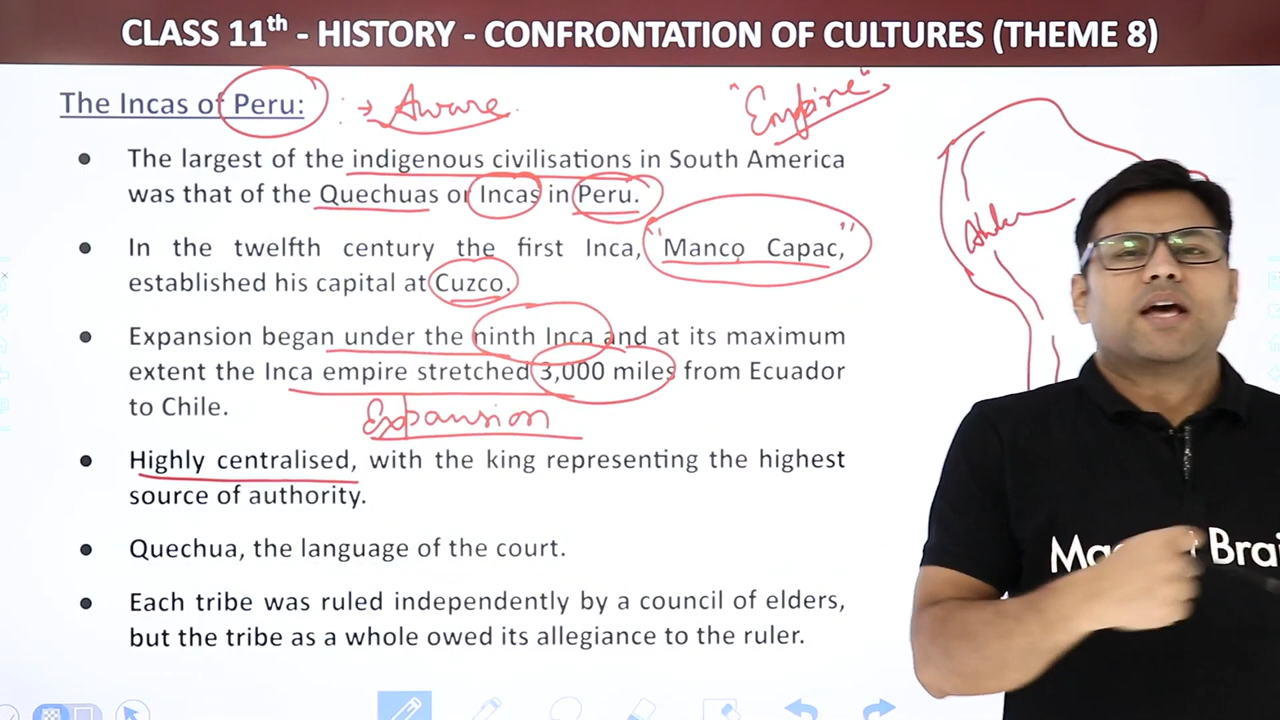 CLASS 11th - HISTORY - CONFRONTATION OF CULTURES (THEME 8)
The Incas of Peru: → Aware "Empire"
• The largest of the indigenous civilisations in South America
was that of the Quechuas or Incas in Peru.
• In the twelfth century the first Inca, "Manco Capac,"
established his capital at Cuzco.
• Expansion began under the ninth Inca and at its maximum
extent the Inca empire stretched 3,000 miles from Ecuador
to Chile.
Expansion
• Highly centralised, with the king representing the highest
source of authority.
• Quechua, the language of the court.
• Each tribe was ruled independently by a council of elders,
but the tribe as a whole owed its allegiance to the ruler.